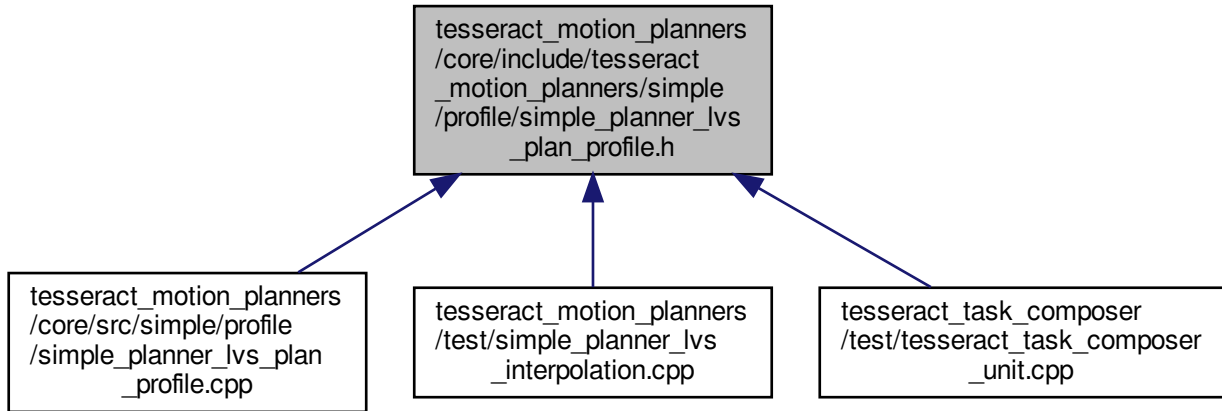 tesseract_motion_planners
/core/include/tesseract
_motion_planners/simple
/profile/simple_planner_lvs
_plan_profile.h
tesseract_motion_planners
/core/src/simple/profile
/simple_planner_lvs_plan
_profile.cpp
tesseract_motion_planners
/test/simple_planner_lvs
_interpolation.cpp
tesseract_task_composer
/test/tesseract_task_composer
_unit.cpp